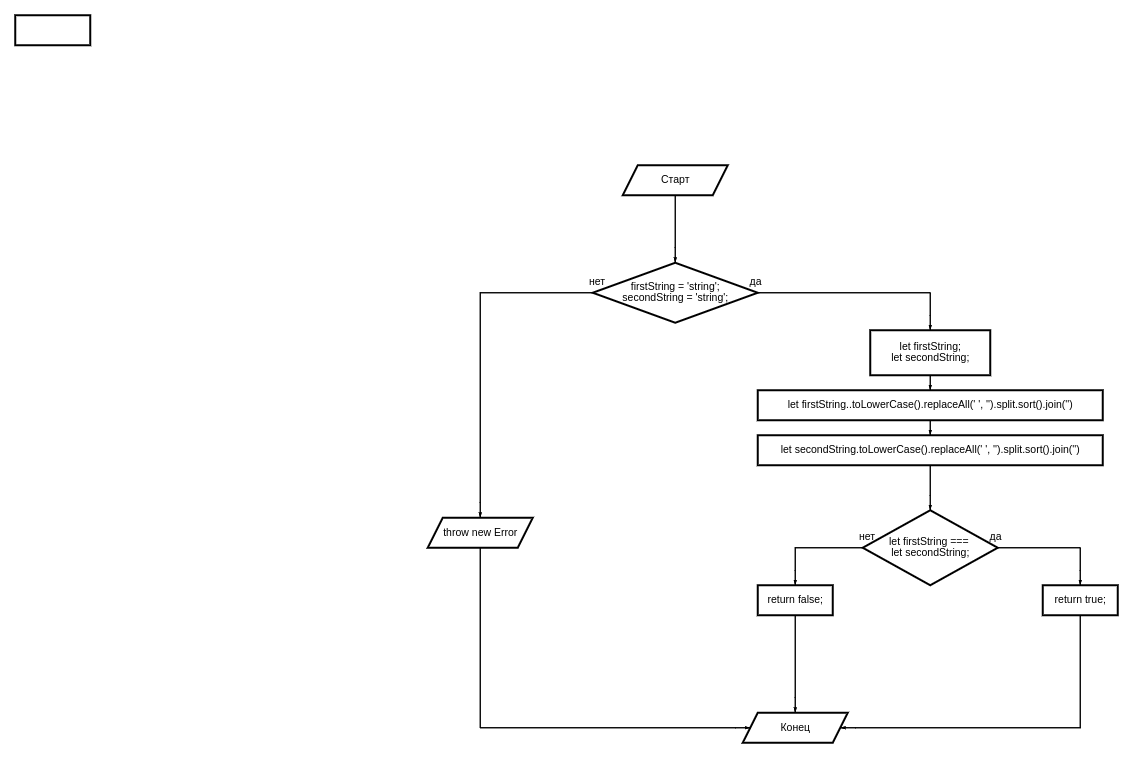 Старт
нет
да
firstString = 'string';
secondString = 'string';
let firstString;
let secondString;
let firstString..toLowerCase().replaceAll(' ', '').split.sort().join('')
let secondString.toLowerCase().replaceAll(' ', '').split.sort().join('')
throw new Error
нет
да
let firstString ===
let secondString;
return false;
return true;
Конец